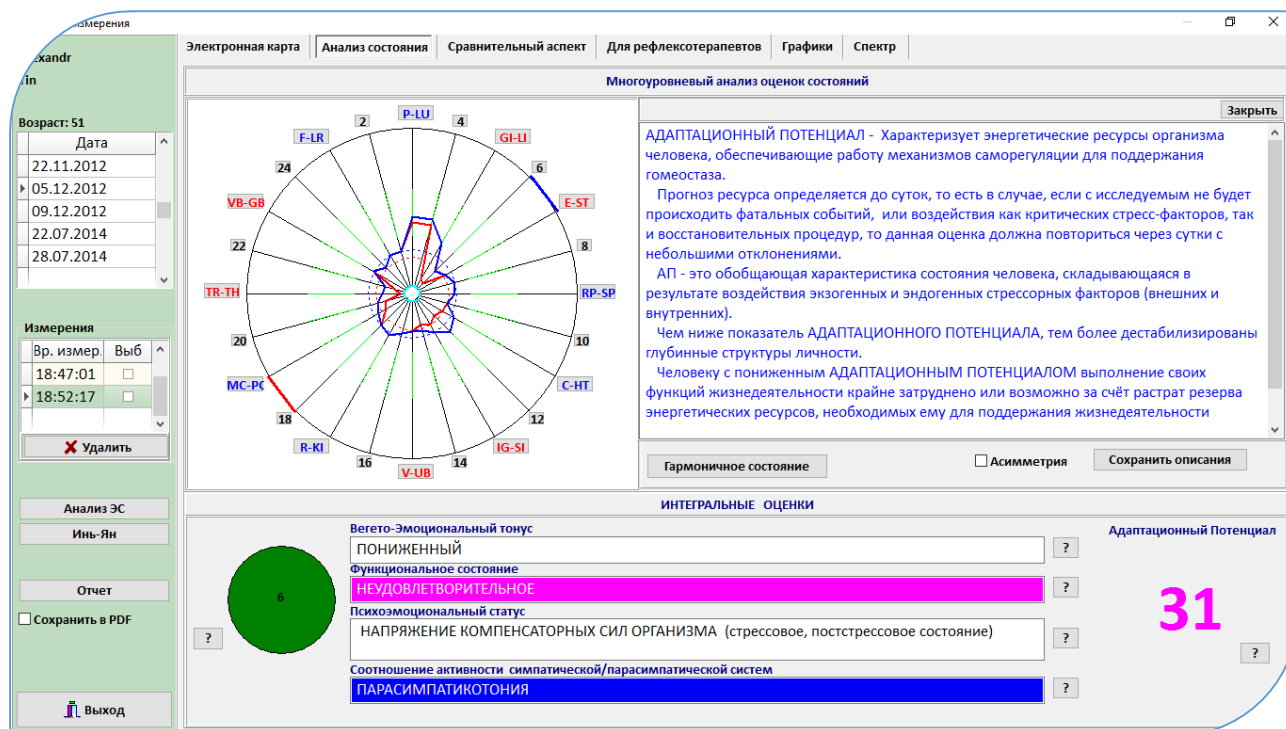 измерения
Электронная карта
Анализ состояния
Сравнительный аспект
Для рефлексотерапевтов
Графики
Спектр
Многоуровневый анализ оценок состояний
Возраст: 51
Дата
22.11.2012
05.12.2012
09.12.2012
22.07.2014
28.07.2014
Измерения
Вр. измер.
Выб
18:47:01
18:52:17
Удалить
Анализ ЭС
Инь-Ян
Отчет
Сохранить в PDF
Выход
P-LU
4
GI-LI
6
E-ST
8
RP-SP
10
C-HT
12
IG-SI
14
V-UB
16
R-KI
18
MC-PC
20
TR-TH
22
VB-GB
24
F-LR
2
Закрыть
АДАПТАЦИОННЫЙ ПОТЕНЦИАЛ - Характеризует энергетические ресурсы организма
человека, обеспечивающие работу механизмов саморегуляции для поддержания
гомеостаза.
Прогноз ресурса определяется до суток, то есть в случае, если с исследуемым не будет
происходить фатальных событий, или воздействия как критических стресс-факторов, так
и восстановительных процедур, то данная оценка должна повториться через сутки с
небольшими отклонениями.
АП - это обобщающая характеристика состояния человека, складывающаяся в
результате воздействия экзогенных и эндогенных стрессорных факторов (внешних и
внутренних).
Чем ниже показатель АДАПТАЦИОННОГО ПОТЕНЦИАЛА, тем более дестабилизированы
глубинные структуры личности.
Человеку с пониженным АДАПТАЦИОННЫМ ПОТЕНЦИАЛОМ выполнение своих
функций жизнедеятельности крайне затруднено или возможно за счёт растрат резерва
энергетических ресурсов, необходимых ему для поддержания жизнедеятельности
Гармоничное состояние
Асимметрия
Сохранить описания
ИНТЕГРАЛЬНЫЕ ОЦЕНКИ
6
?
Вегето-Эмоциональный тонус
ПОНИЖЕННЫЙ
?
Функциональное состояние
НЕУДОВЛЕТВОРИТЕЛЬНОЕ
?
Психоэмоциональный статус
НАПРЯЖЕНИЕ КОМПЕНСАТОРНЫХ СИЛ ОРГАНИЗМА (стрессовое, постстрессовое состояние)
?
Соотношение активности симпатической/парасимпатической систем
ПАРАСИМПАТИКОТОНИЯ
?
Адаптационный Потенциал
31
?